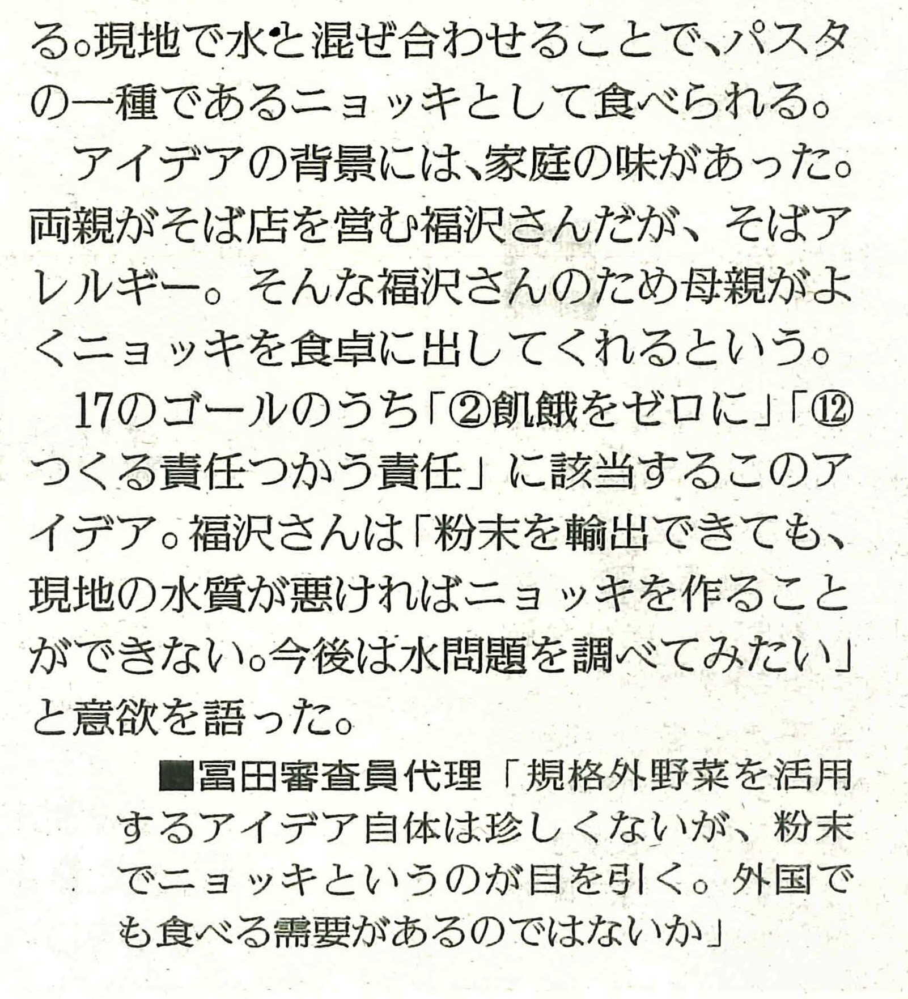 る。現地で水と混ぜ合わせることで、パスタ
の一種であるニョッキとして食べられる。
アイデアの背景には、家庭の味があった。
両親がそば店を営む福沢さんだが、そばア
レルギー。そんな福沢さんのため母親がよ
くニョッキを食卓に出してくれるという。
17のゴールのうち「②飢餓をゼロに」「⑫
つくる責任つかう責任」に該当するこのア
イデア。福沢さんは「粉末を輸出できても、
現地の水質が悪ければニョッキを作ること
ができない。今後は水問題を調べてみたい」
と意欲を語った。
■冨田審査員代理「規格外野菜を活用
するアイデア自体は珍しくないが、粉末
でニョッキというのが目を引く。外国で
も食べる需要があるのではないか」